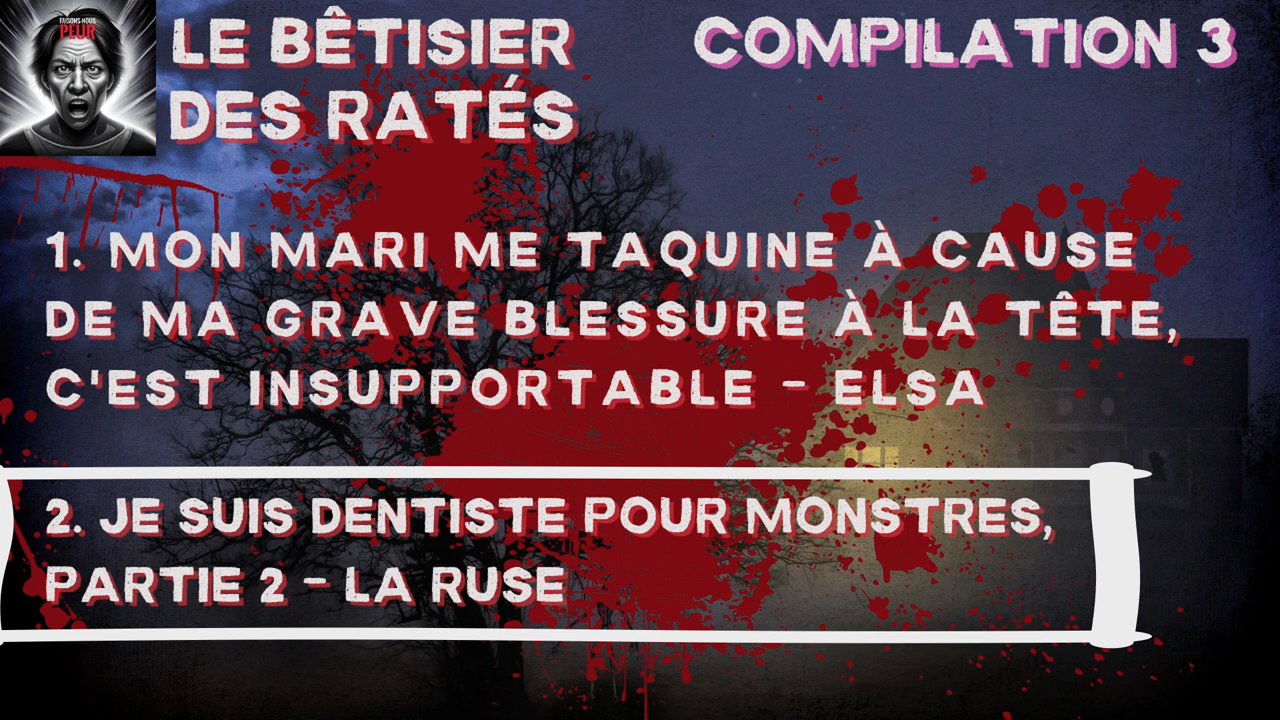 FAISONS NOUS
PEUR
LE BÊTISIER
DES RATÉS
COMPILATION 3
1. MON MARI ME TAQUINE À CAUSE
DE MA GRAVE BLESSURE À LA TÊTE,
C'EST INSUPPORTABLE - ELSA
2. JE SUIS DENTISTE POUR MONSTRES,
PARTIE 2 - LA RUSE